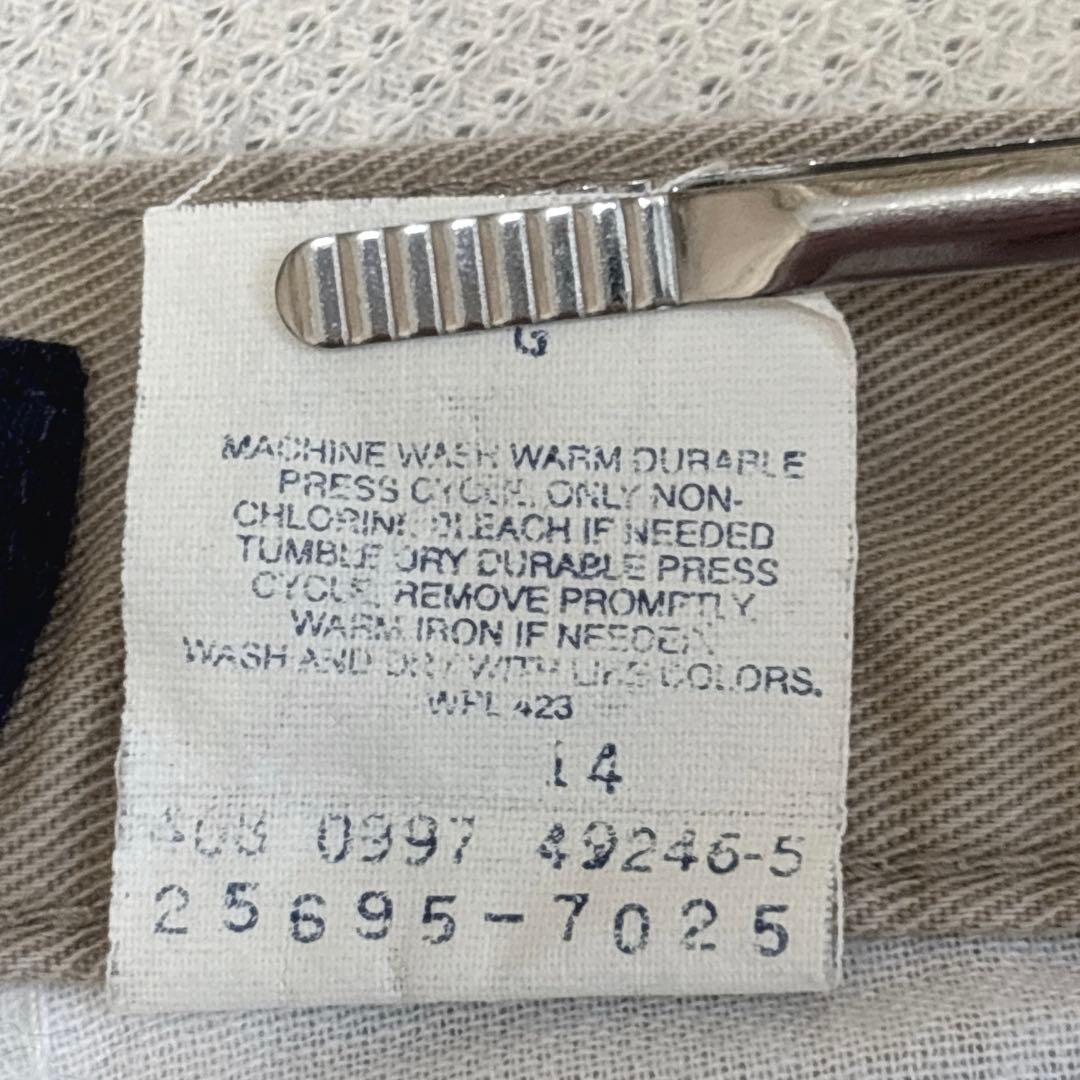 G
MACHINE WASH WARM DURABLE
PRESS CYCLE. ONLY NON-
CHLORINE BLEACH IF NEEDED
TUMBLE DRY DURABLE PRESS
CYCLE. REMOVE PROMPTLY.
WARM IRON IF NEEDED.
WASH AND DRY WITH LIKE COLORS.
WPL 423
14
0997 49246-5
25695-7025